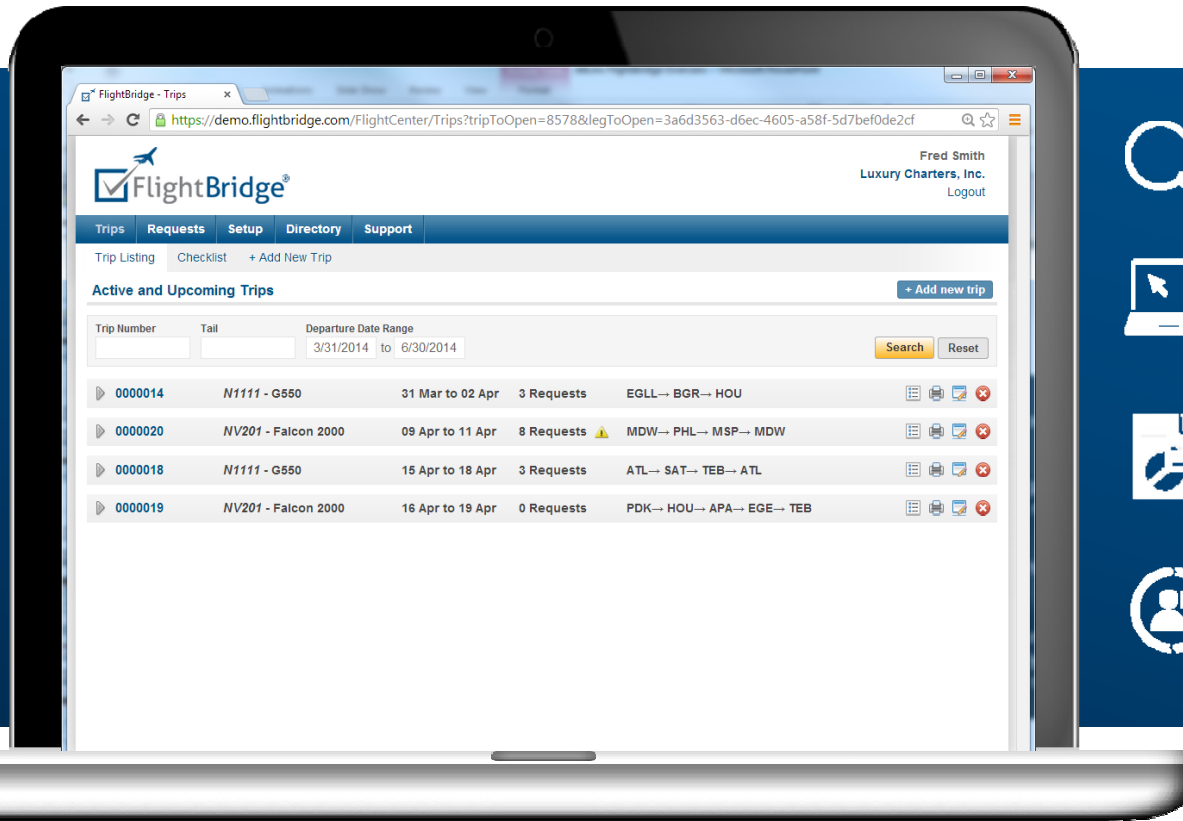 FlightBridge - Trips
https://demo.flightbridge.com/FlightCenter/Trips?tripToOpen=8578&legToOpen=3a6d3563-d6ec-4605-a58f-5d7bef0de2cf
FlightBridge®
Fred Smith
Luxury Charters, Inc.
Logout
Trips Requests Setup Directory Support
Trip Listing Checklist + Add New Trip
Active and Upcoming Trips + Add new trip
Trip Number Tail Departure Date Range
3/31/2014 to 6/30/2014 Search Reset
0000014 N1111 - G550 31 Mar to 02 Apr 3 Requests EGLL→ BGR→ HOU
0000020 NV201 - Falcon 2000 09 Apr to 11 Apr 8 Requests MDW→ PHL→ MSP→ MDW
0000018 N1111 - G550 15 Apr to 18 Apr 3 Requests ATL→ SAT→ TEB→ ATL
0000019 NV201 - Falcon 2000 16 Apr to 19 Apr 0 Requests PDK→ HOU→ APA→ EGE→ TEB